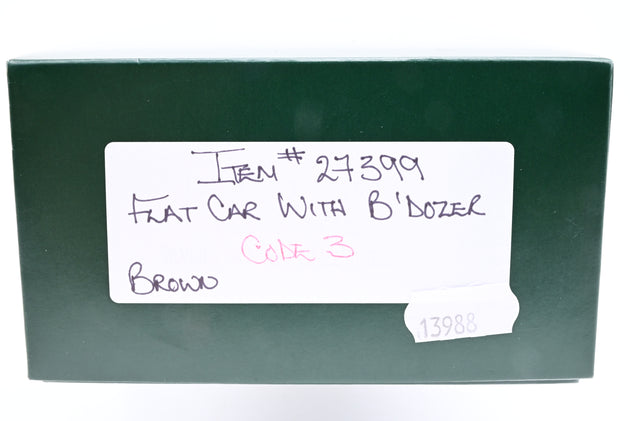 ITEM # 27399
FLAT CAR WITH B'DOZER
CODE 3
BROWN
13988